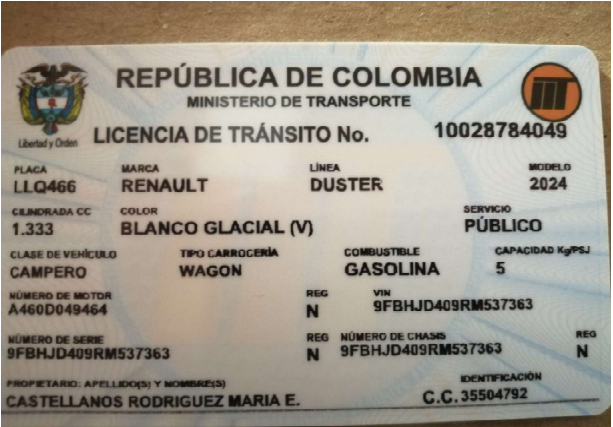 REPÚBLICA DE COLOMBIA
MINISTERIO DE TRANSPORTE
Libertad y Orden
LICENCIA DE TRÁNSITO No. 10028784049
PLACA MARCA LÍNEA MODELO
LLQ466 RENAULT DUSTER 2024
CILINDRADA CC COLOR SERVICIO
1.333 BLANCO GLACIAL (V) PÚBLICO
CLASE DE VEHÍCULO TIPO CARROCERÍA COMBUSTIBLE CAPACIDAD Kg/PSJ
CAMPERO WAGON GASOLINA 5
NÚMERO DE MOTOR REG VIN
A460D049464 N 9FBHJD409RM537363
NÚMERO DE SERIE REG NÚMERO DE CHASIS REG
9FBHJD409RM537363 N 9FBHJD409RM537363 N
PROPIETARIO: APELLIDO(S) Y NOMBRE(S) IDENTIFICACIÓN
CASTELLANOS RODRIGUEZ MARIA E. C.C. 35504792